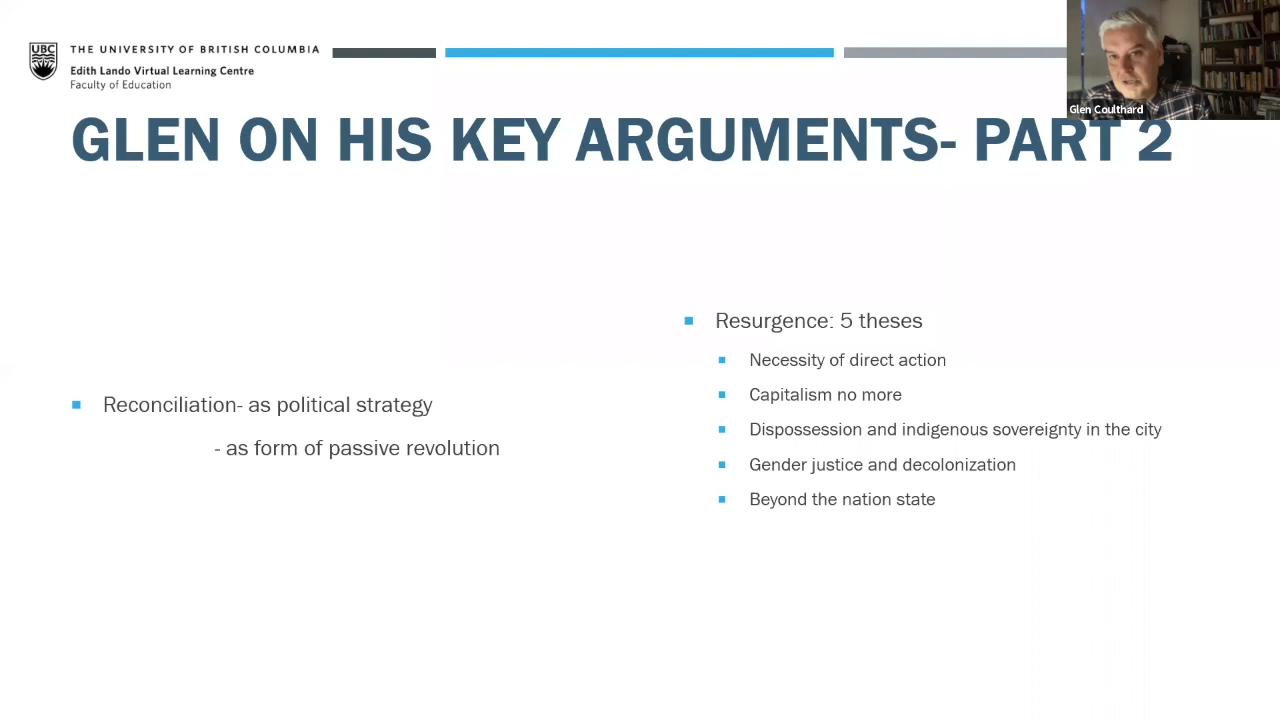 UBC
THE UNIVERSITY OF BRITISH COLUMBIA
Edith Lando Virtual Learning Centre
Faculty of Education
Glen Coulthard
GLEN ON HIS KEY ARGUMENTS- PART 2
Reconciliation- as political strategy
- as form of passive revolution
Resurgence: 5 theses
Necessity of direct action
Capitalism no more
Dispossession and indigenous sovereignty in the city
Gender justice and decolonization
Beyond the nation state